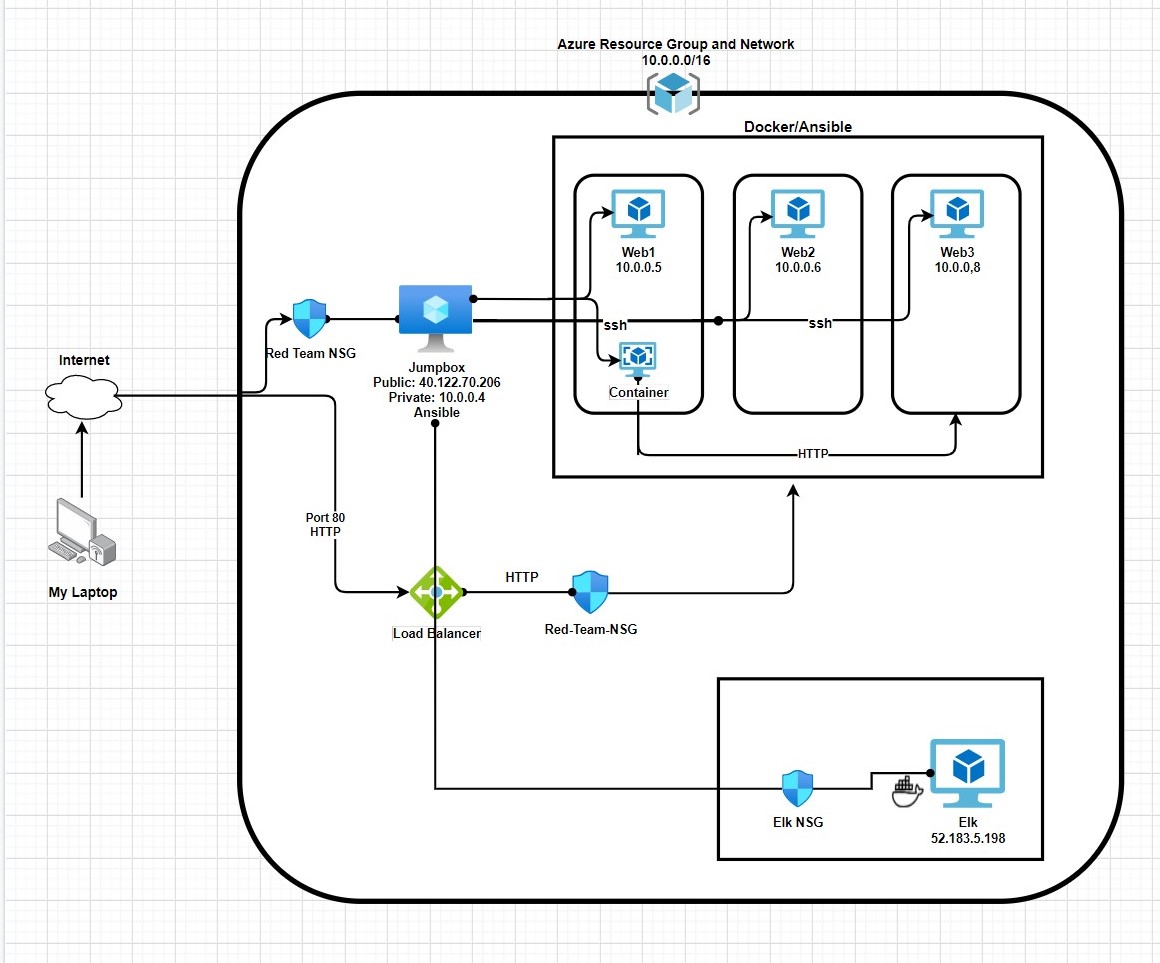 Azure Resource Group and Network
10.0.0.0/16
Docker/Ansible
Web1
10.0.0.5
Web2
10.0.0.6
Web3
10.0.0,8
ssh
ssh
Red Team NSG
Internet
Jumpbox
Public: 40.122.70.206
Private: 10.0.0.4
Ansible
Container
HTTP
Port 80
HTTP
My Laptop
HTTP
Load Balancer
Red-Team-NSG
Elk NSG
Elk
52.183.5.198